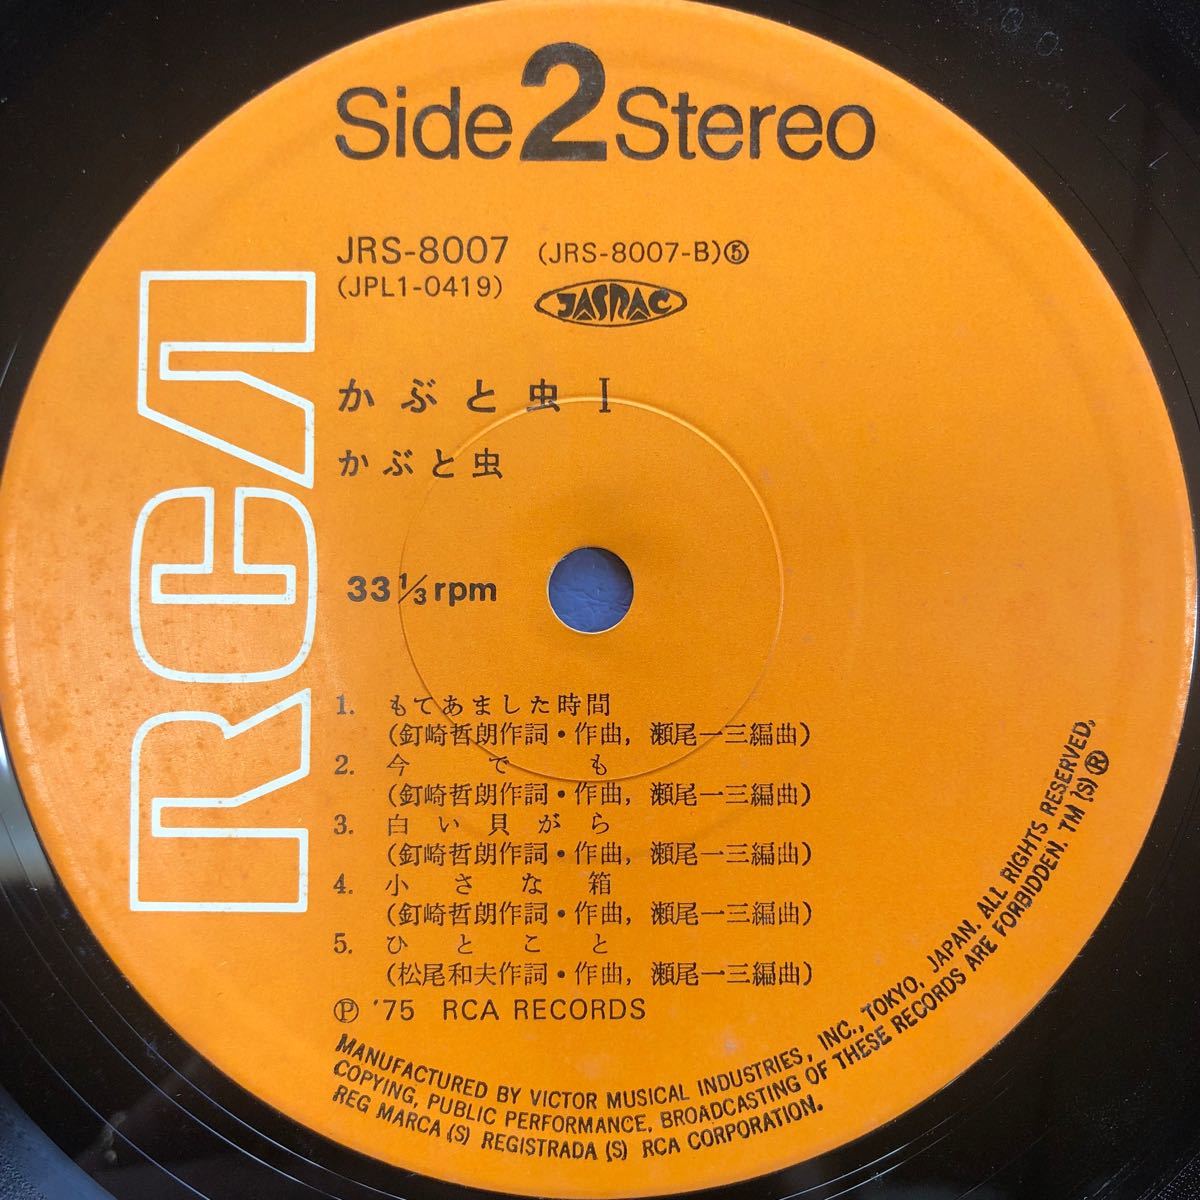 Side 2 Stereo
JRS-8007 (JRS-8007-B)⑤
(JPL1-0419)
JASRAC
かぶと虫 I
かぶと虫
33 1/3 rpm
RCA
1. もてあました時間
(釘崎哲朗作詞・作曲, 瀬尾一三編曲)
2. 今でも
(釘崎哲朗作詞・作曲, 瀬尾一三編曲)
3. 白い貝がら
(釘崎哲朗作詞・作曲, 瀬尾一三編曲)
4. 小さな箱
(釘崎哲朗作詞・作曲, 瀬尾一三編曲)
5. ひとこと
(松尾和夫作詞・作曲, 瀬尾一三編曲)
Ⓟ '75 RCA RECORDS
MANUFACTURED BY VICTOR MUSICAL INDUSTRIES, INC., TOKYO, JAPAN. ALL RIGHTS RESERVED,
COPYING, PUBLIC PERFORMANCE, BROADCASTING OF THESE RECORDS ARE FORBIDDEN. TM (S) ®
REG MARCA (S) REGISTRADA (S) RCA CORPORATION.